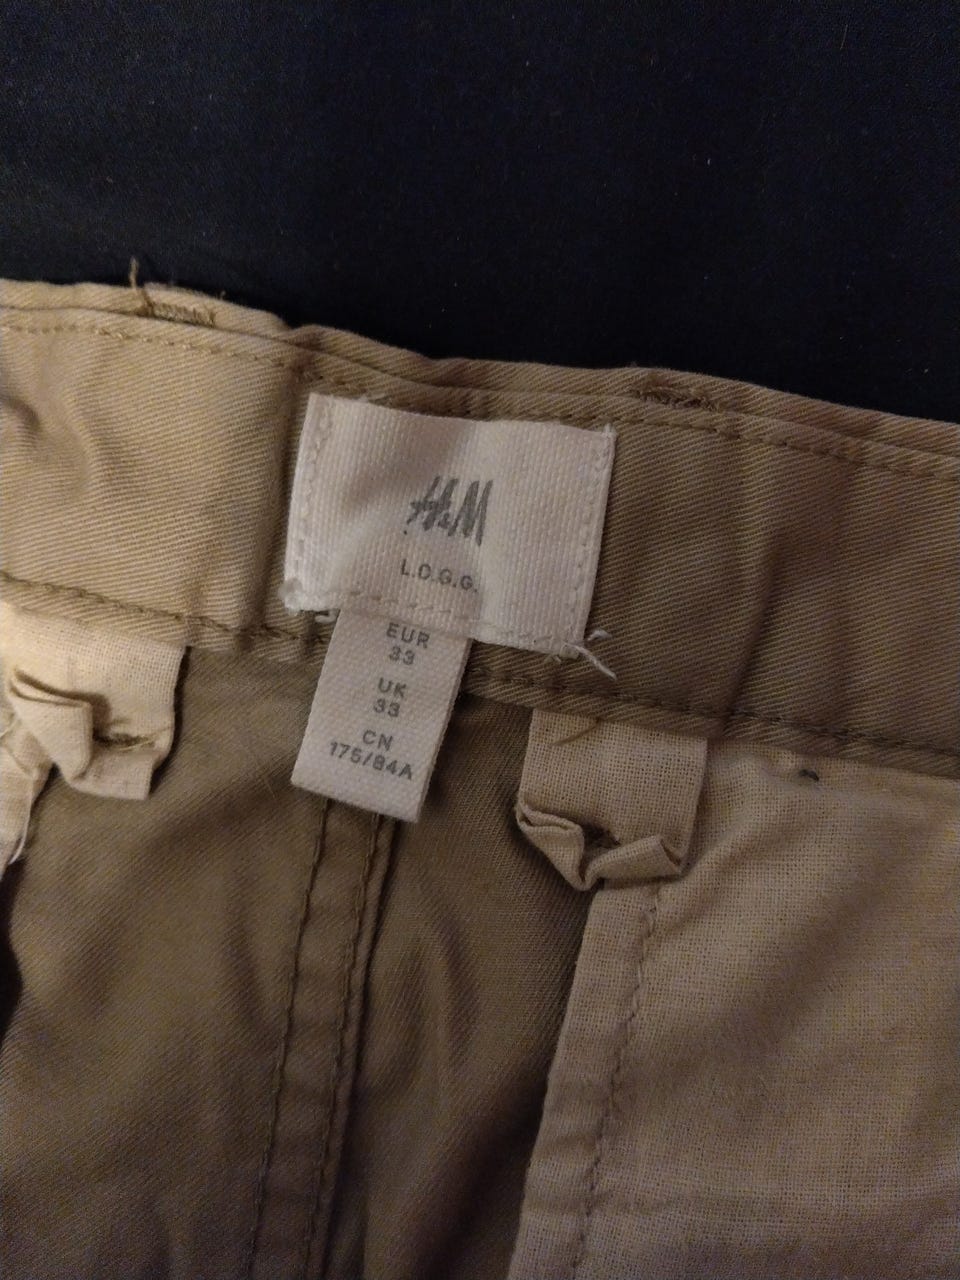 H&M
L.O.G.G.
EUR
33
UK
33
CN
175/84A